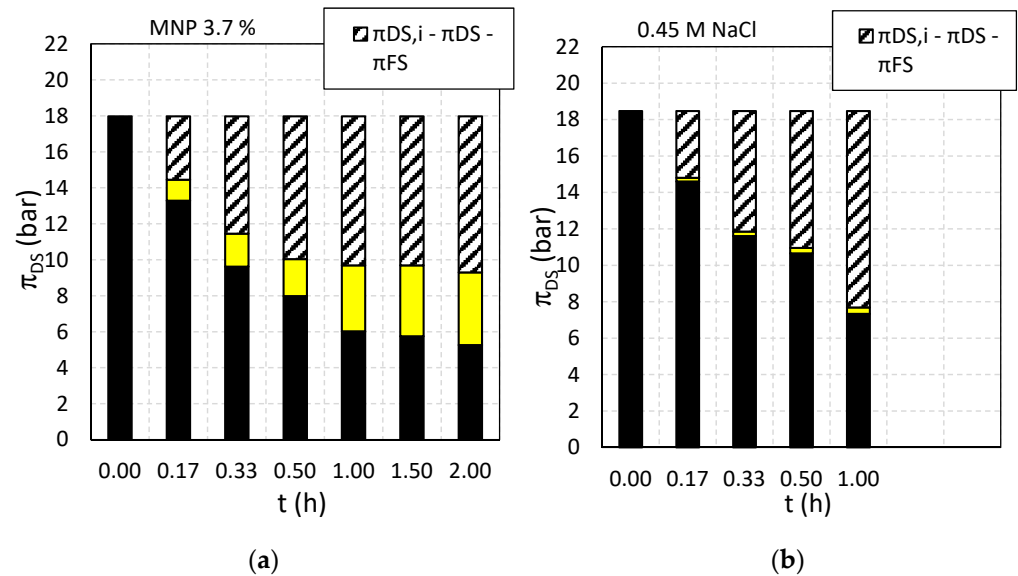 MNP 3.7 %
πDS,i - πDS -
πFS
22
20
18
16
14
12
10
8
6
4
2
0
πDS (bar)
0.00 0.17 0.33 0.50 1.00 1.50 2.00
t (h)
(a)
0.45 M NaCl
πDS,i - πDS -
πFS
22
20
18
16
14
12
10
8
6
4
2
0
πDS (bar)
0.00 0.17 0.33 0.50 1.00
t (h)
(b)